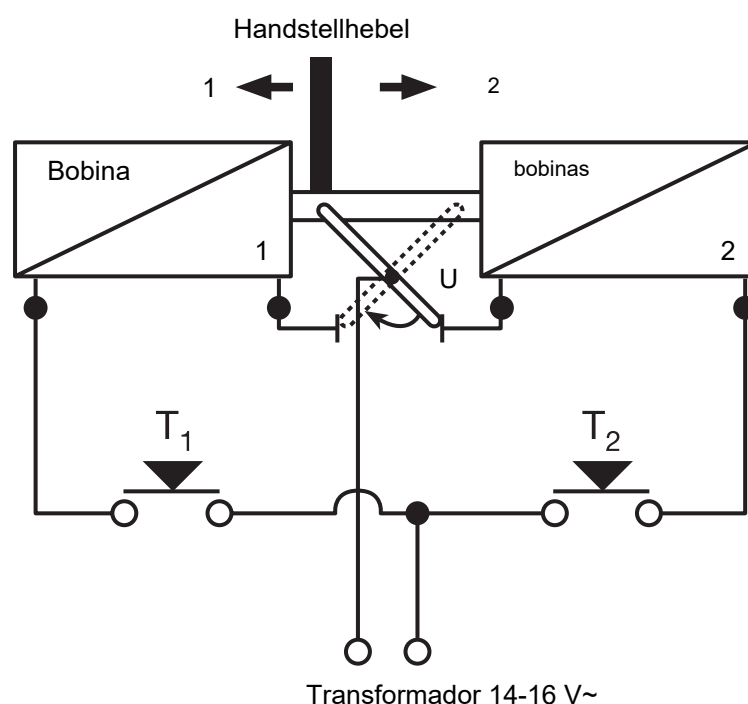 Handstellhebel
1
2
Bobina
bobinas
1
2
U
T1
T2
Transformador 14-16 V~